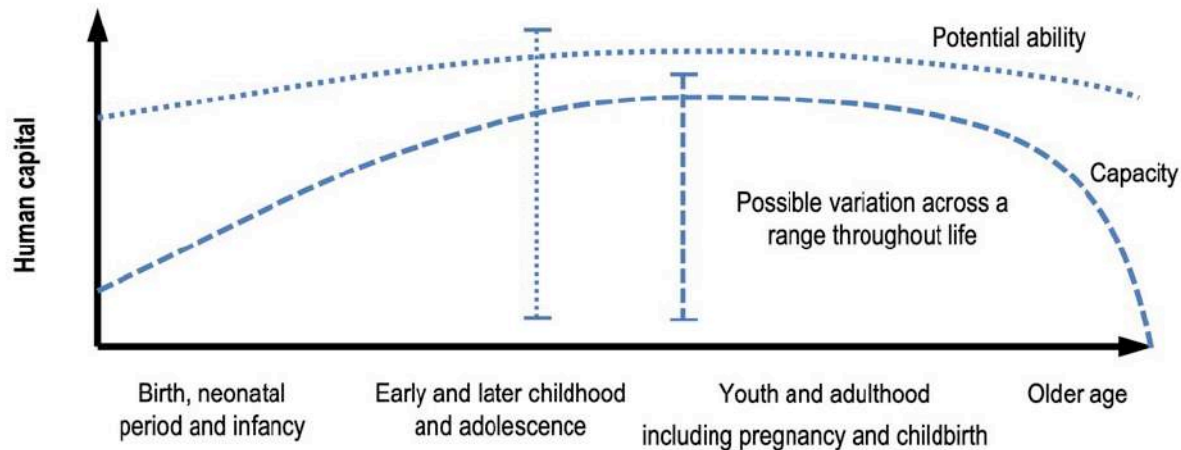 Human capital
Potential ability
Capacity
Possible variation across a
range throughout life
Birth, neonatal
period and infancy
Early and later childhood
and adolescence
Youth and adulthood
including pregnancy and childbirth
Older age